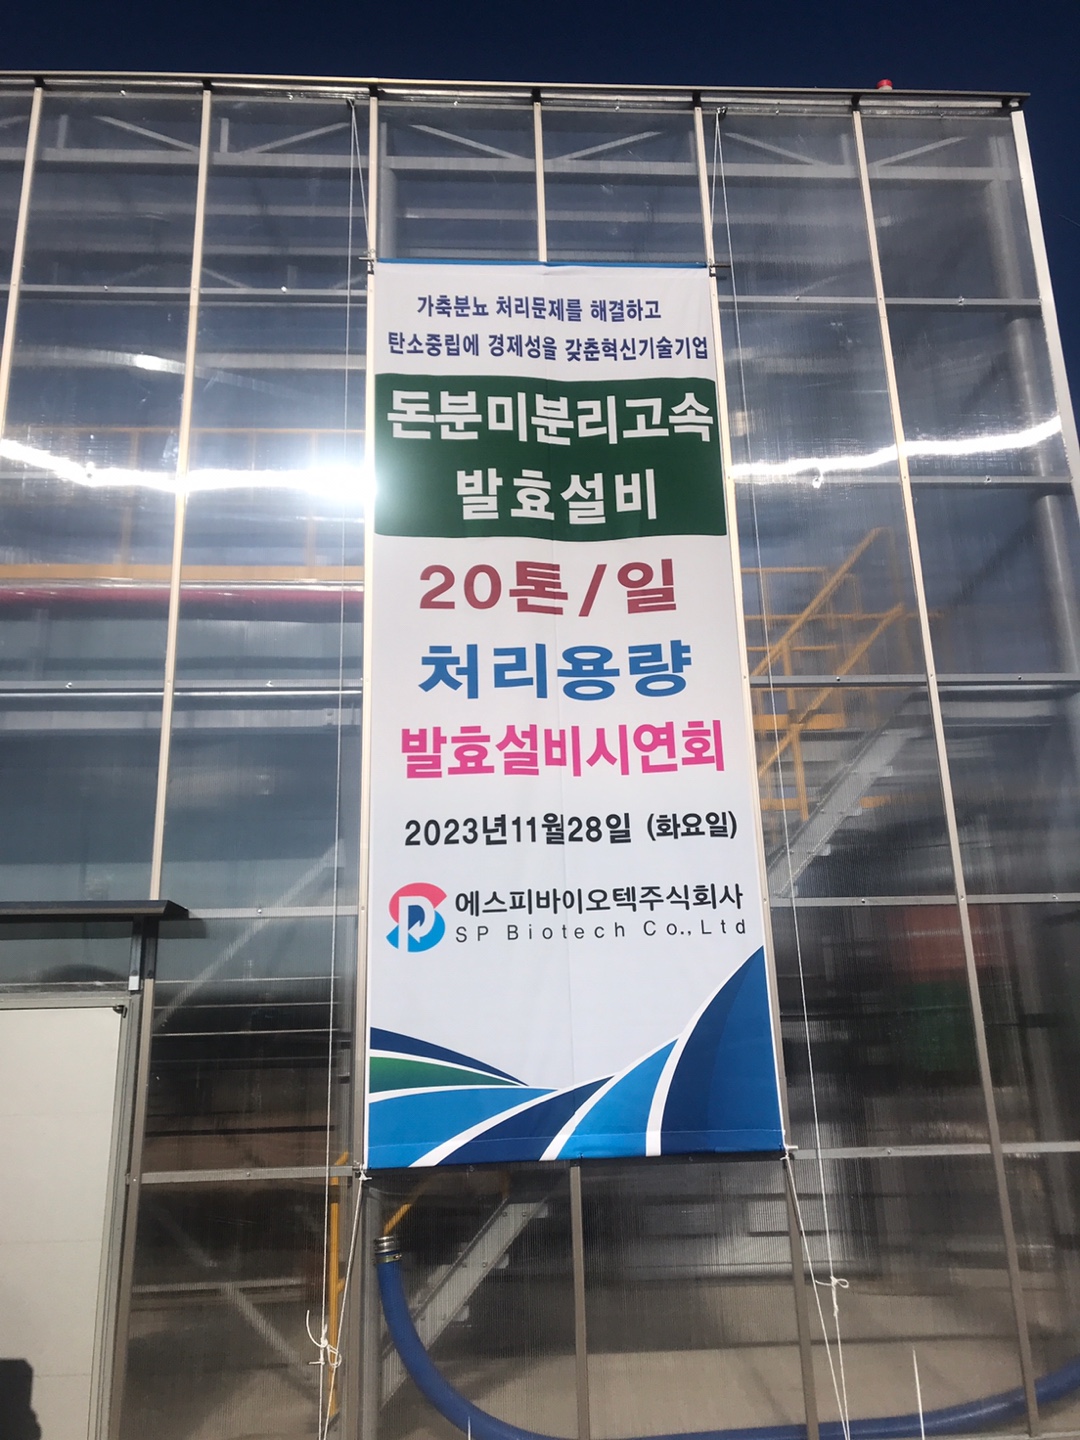 가축분뇨 처리문제를 해결하고
탄소중립에 경제성을 갖춘혁신기술기업
돈분미분리고속
발효설비
20톤/일
처리용량
발효설비시연회
2023년11월28일 (화요일)
에스피바이오텍주식회사
SP Biotech Co., Ltd